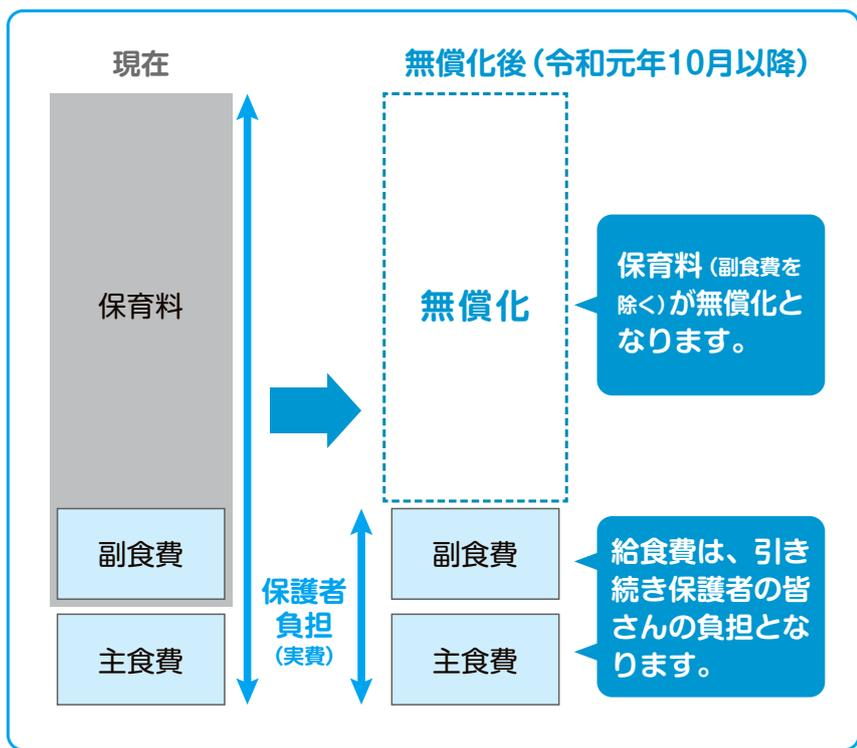 現在
無償化後（令和元年10月以降）
保育料
無償化
保育料（副食費を
除く）が無償化と
なります。
副食費
副食費
保護者
負担
（実費）
主食費
主食費
給食費は、引き
続き保護者の皆
さんの負担とな
ります。